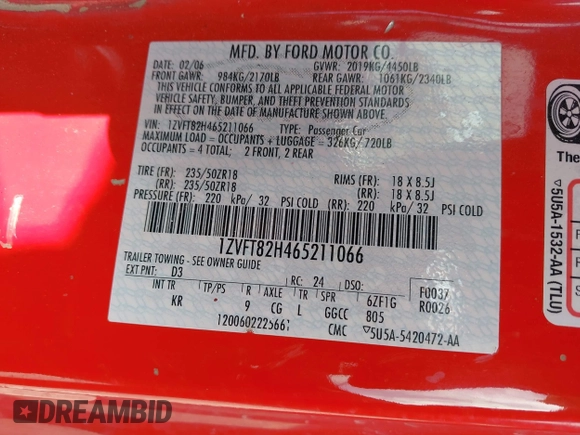 MFD. BY FORD MOTOR CO.
DATE: 02/06 GVWR: 2019KG/4450LB
FRONT GAWR: 984KG/2170LB REAR GAWR: 1061KG/2340LB
THIS VEHICLE CONFORMS TO ALL APPLICABLE FEDERAL MOTOR
VEHICLE SAFETY, BUMPER, AND THEFT PREVENTION STANDARDS
IN EFFECT ON THE DATE OF MANUFACTURE SHOWN ABOVE.
VIN: 1ZVFT82H465211066 TYPE: Passenger Car
MAXIMUM LOAD = OCCUPANTS + LUGGAGE = 326KG/720LB
OCCUPANTS = 4 TOTAL: 2 FRONT, 2 REAR
TIRE (FR): 235/50ZR18 RIMS (FR): 18 X 8.5J
(RR): 235/50ZR18 (RR): 18 X 8.5J
PRESSURE (FR): 220 kPa/ 32 PSI COLD (RR) 220 kPa/ 32 PSI COLD
1ZVFT82H465211066
TRAILER TOWING - SEE OWNER GUIDE
EXT PNT: D3 RC: 24 DSO: F0037
INT TR TP/PS R AXLE TR SPR 6ZF1G R0026
KR 9 CG L GGCC 805
120060222566 CMC 5U5A-5420472-AA
The
5U5A-1532-AA (TLU)
DREAMBID